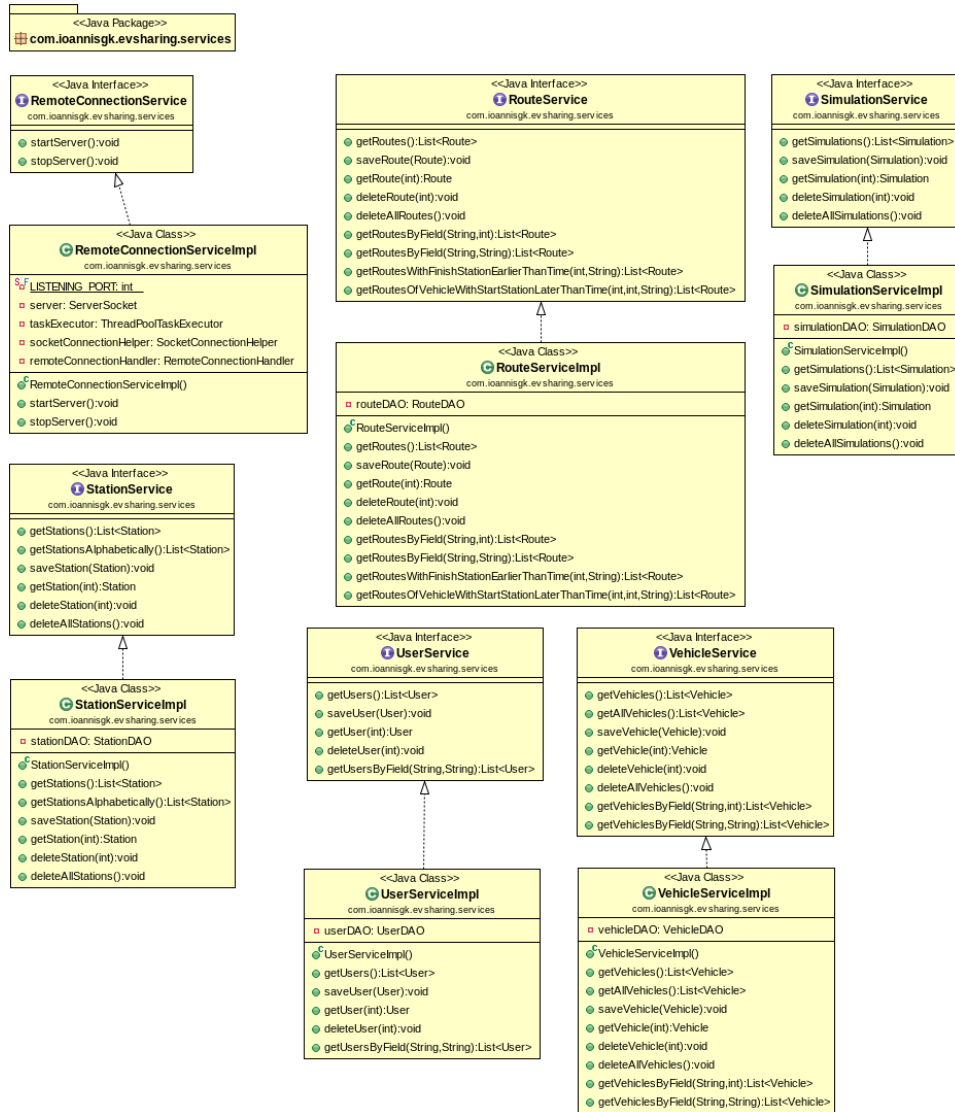 <<Java Package>>
com.ioannisgk.evsharing.services
<<Java Interface>>
RemoteConnectionService
com.ioannisgk.evsharing.services
startServer():void
stopServer():void
<<Java Class>>
RemoteConnectionServiceImpl
com.ioannisgk.evsharing.services
LISTENING_PORT: int
server: ServerSocket
taskExecutor: ThreadPoolTaskExecutor
socketConnectionHelper: SocketConnectionHelper
remoteConnectionHandler: RemoteConnectionHandler
RemoteConnectionServiceImpl()
startServer():void
stopServer():void
<<Java Interface>>
StationService
com.ioannisgk.evsharing.services
getStations():List<Station>
getStationsAlphabetically():List<Station>
saveStation(Station):void
getStation(int):Station
deleteStation(int):void
deleteAllStations():void
<<Java Class>>
StationServiceImpl
com.ioannisgk.evsharing.services
stationDAO: StationDAO
StationServiceImpl()
getStations():List<Station>
getStationsAlphabetically():List<Station>
saveStation(Station):void
getStation(int):Station
deleteStation(int):void
deleteAllStations():void
<<Java Interface>>
RouteService
com.ioannisgk.evsharing.services
getRoutes():List<Route>
saveRoute(Route):void
getRoute(int):Route
deleteRoute(int):void
deleteAllRoutes():void
getRoutesByField(String,int):List<Route>
getRoutesByField(String,String):List<Route>
getRoutesWithFinishStationEarlierThanTime(int,String):List<Route>
getRoutesOfVehicleWithStartStationLaterThanTime(int,int,String):List<Route>
<<Java Class>>
RouteServiceImpl
com.ioannisgk.evsharing.services
routeDAO: RouteDAO
RouteServiceImpl()
getRoutes():List<Route>
saveRoute(Route):void
getRoute(int):Route
deleteRoute(int):void
deleteAllRoutes():void
getRoutesByField(String,int):List<Route>
getRoutesByField(String,String):List<Route>
getRoutesWithFinishStationEarlierThanTime(int,String):List<Route>
getRoutesOfVehicleWithStartStationLaterThanTime(int,int,String):List<Route>
<<Java Interface>>
SimulationService
com.ioannisgk.evsharing.services
getSimulations():List<Simulation>
saveSimulation(Simulation):void
getSimulation(int):Simulation
deleteSimulation(int):void
deleteAllSimulations():void
<<Java Class>>
SimulationServiceImpl
com.ioannisgk.evsharing.services
simulationDAO: SimulationDAO
SimulationServiceImpl()
getSimulations():List<Simulation>
saveSimulation(Simulation):void
getSimulation(int):Simulation
deleteSimulation(int):void
deleteAllSimulations():void
<<Java Interface>>
UserService
com.ioannisgk.evsharing.services
getUsers():List<User>
saveUser(User):void
getUser(int):User
deleteUser(int):void
getUsersByField(String,String):List<User>
<<Java Class>>
UserServiceImpl
com.ioannisgk.evsharing.services
userDAO: UserDAO
UserServiceImpl()
getUsers():List<User>
saveUser(User):void
getUser(int):User
deleteUser(int):void
getUsersByField(String,String):List<User>
<<Java Interface>>
VehicleService
com.ioannisgk.evsharing.services
getVehicles():List<Vehicle>
getAllVehicles():List<Vehicle>
saveVehicle(Vehicle):void
getVehicle(int):Vehicle
deleteVehicle(int):void
deleteAllVehicles():void
getVehiclesByField(String,int):List<Vehicle>
getVehiclesByField(String,String):List<Vehicle>
<<Java Class>>
VehicleServiceImpl
com.ioannisgk.evsharing.services
vehicleDAO: VehicleDAO
VehicleServiceImpl()
getVehicles():List<Vehicle>
getAllVehicles():List<Vehicle>
saveVehicle(Vehicle):void
getVehicle(int):Vehicle
deleteVehicle(int):void
deleteAllVehicles():void
getVehiclesByField(String,int):List<Vehicle>
getVehiclesByField(String,String):List<Vehicle>